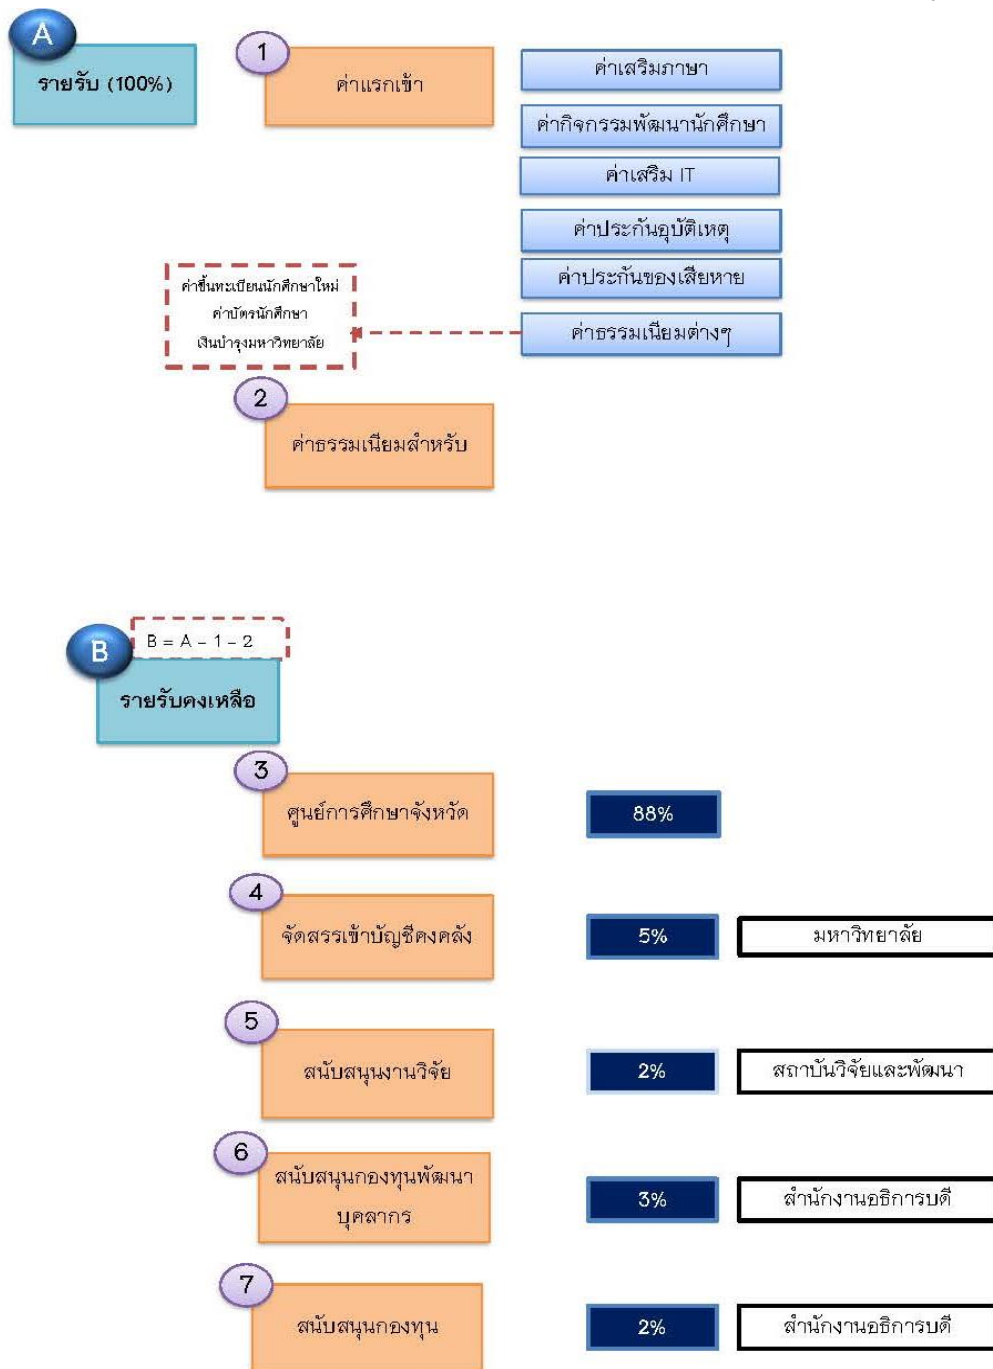 A
รายรับ (100%)
1
ค่าแรกเข้า
ค่าเสริมภาษา
ค่ากิจกรรมพัฒนานักศึกษา
ค่าเสริม IT
ค่าประกันอุบัติเหตุ
ค่าประกันของเสียหาย
ค่าธรรมเนียมต่างๆ
ค่าขึ้นทะเบียนนักศึกษาใหม่
ค่าบัตรนักศึกษา
เงินบำรุงมหาวิทยาลัย
2
ค่าธรรมเนียมสำหรับ
B = A – 1 – 2
B
รายรับคงเหลือ
3
ศูนย์การศึกษาจังหวัด
88%
4
จัดสรรเข้าบัญชีคงคลัง
5%
มหาวิทยาลัย
5
สนับสนุนงานวิจัย
2%
สถาบันวิจัยและพัฒนา
6
สนับสนุนกองทุนพัฒนา
บุคลากร
3%
สำนักงานอธิการบดี
7
สนับสนุนกองทุน
2%
สำนักงานอธิการบดี